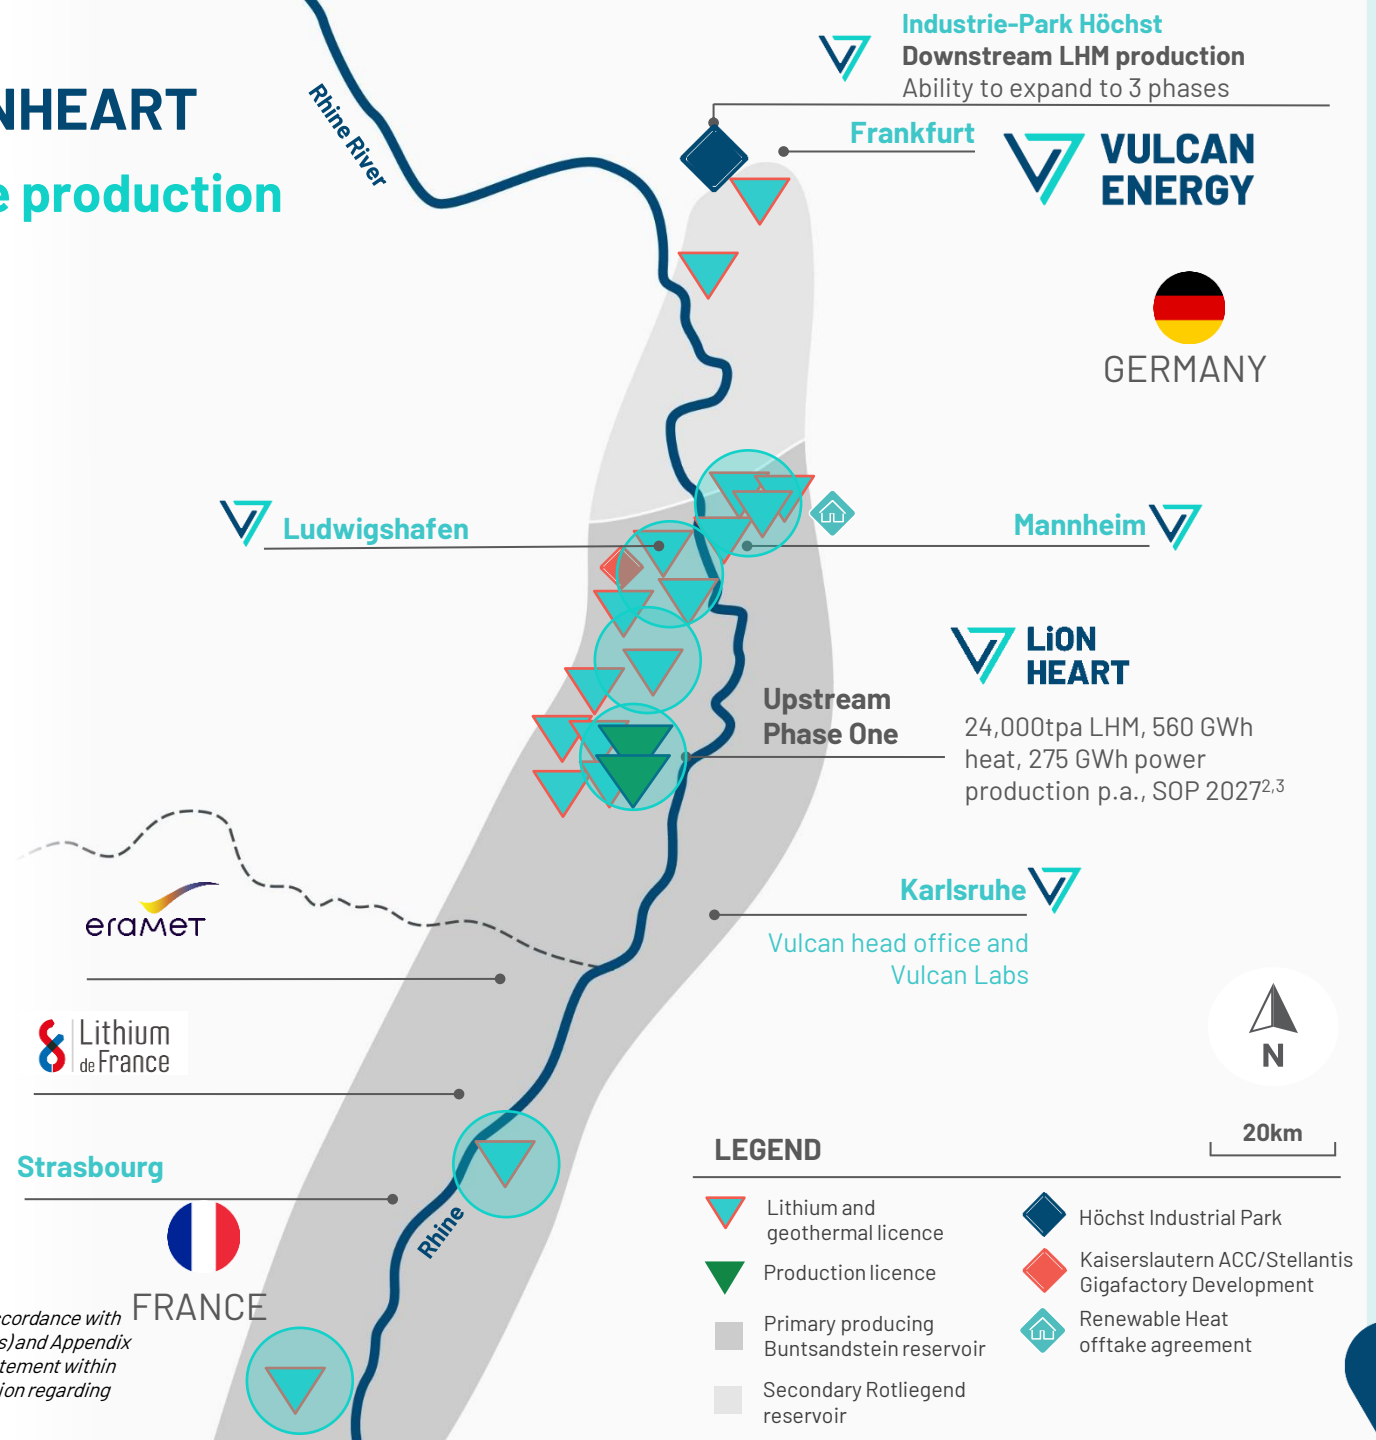 Industrie-Park Höchst
Downstream LHM production
Ability to expand to 3 phases
NHEART
e production
Rhine River
Frankfurt
VULCAN
ENERGY
GERMANY
Ludwigshafen
Mannheim
LiON
HEART
Upstream
Phase One
24,000tpa LHM, 560 GWh
heat, 275 GWh power
production p.a., SOP 2027²,³
eraMET
Karlsruhe
Vulcan head office and
Vulcan Labs
Lithium
de France
N
20km
Strasbourg
Rhine
FRANCE
ccordance with
s) and Appendix
tement within
ion regarding
LEGEND
Lithium and
geothermal licence
Production licence
Primary producing
Buntsandstein reservoir
Secondary Rotliegend
reservoir
Höchst Industrial Park
Kaiserslautern ACC/Stellantis
Gigafactory Development
Renewable Heat
offtake agreement